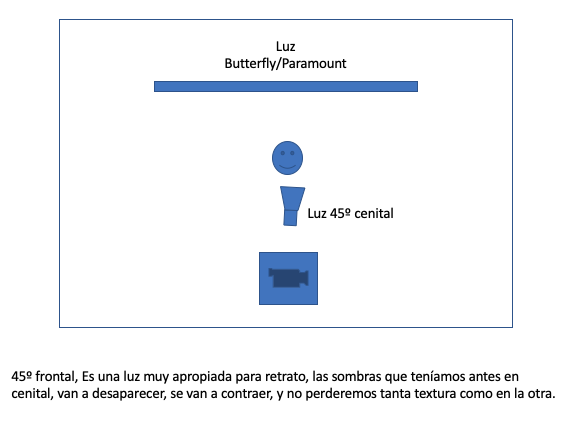 Luz
Butterfly/Paramount
Luz 45º cenital
45º frontal, Es una luz muy apropiada para retrato, las sombras que teníamos antes en
cenital, van a desaparecer, se van a contraer, y no perderemos tanta textura como en la otra.